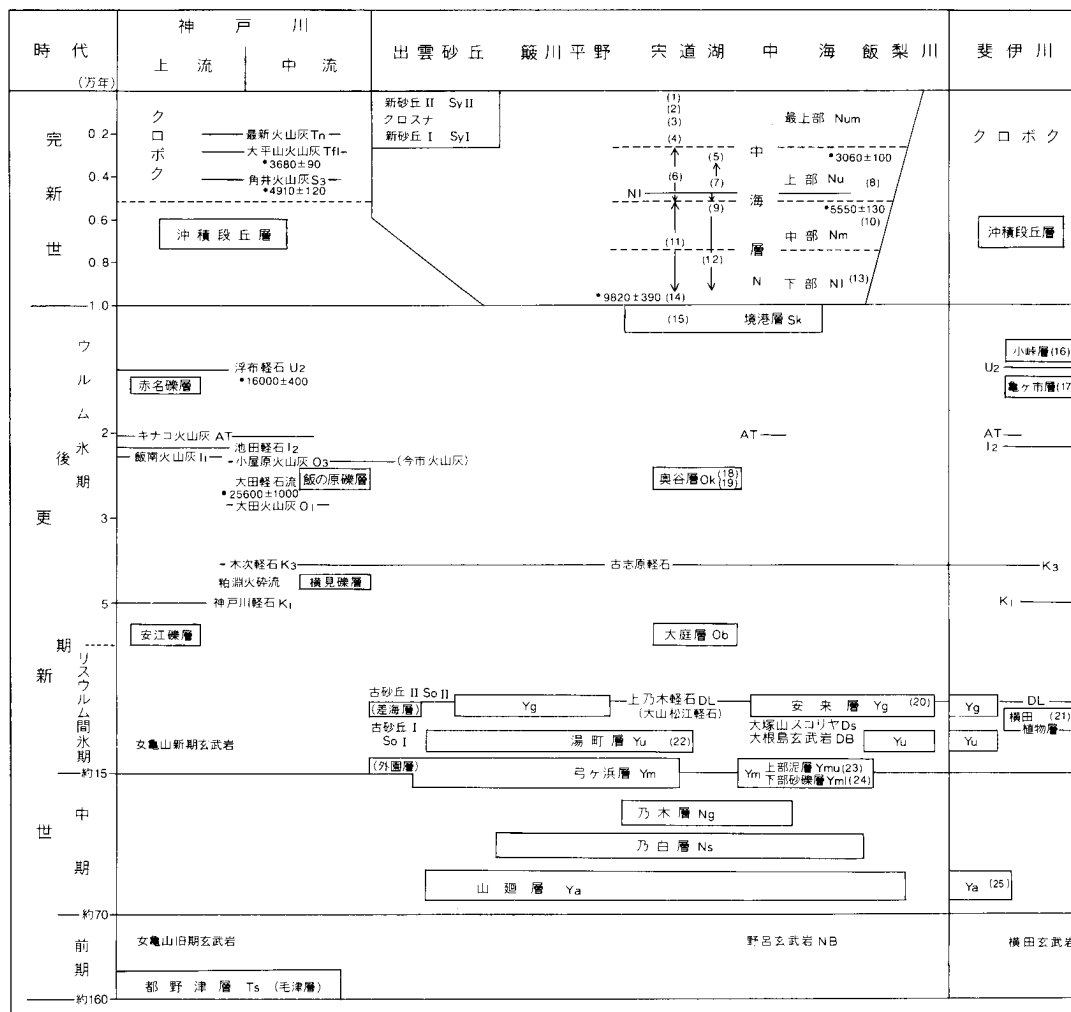 時代
(万年)
神戸川
上流 中流
出雲砂丘 簸川平野 宍道湖 中海 飯梨川
斐伊川
完新世
0.2
0.4
0.6
0.8
1.0
クロボク
最新火山灰Tn
大平山火山灰Tfl
•3680±90
角井火山灰S3
•4910±120
沖積段丘層
新砂丘II SyII
クロスナ
新砂丘I SyI
(1)
(2)
(3)
(4)
(5)
(6)
(7)
Nl
(9)
(11)
(12)
•9820±390 (14)
中海層
N
最上部 Num
•3060±100
上部 Nu (8)
•5550±130
(10)
中部 Nm
下部 Nl (13)
クロボク
沖積段丘層
(15) 境港層 Sk
更新世
後期
ウルム氷期
浮布軽石 U2
•16000±400
赤名礫層
小峠層(16)
U2
亀ヶ市層(17
2
キナコ火山灰 AT
AT
AT
池田軽石 I2
I2
飯南火山灰 I1
小屋原火山灰 O3
(今市火山灰)
大田軽石流
飯の原礫層
•25600±1000
大田火山灰 O1
奥谷層Ok (18)
(19)
3
木次軽石 K3
古志原軽石
K3
粕淵火砕流
横見礫層
5
神戸川軽石 K1
K1
安江礫層
大庭層 Ob
リスウルム間氷期
古砂丘 II So II
(差海層)
Yg
上乃木軽石 DL
(大山松江軽石)
安来層 Yg (20)
Yg
DL
横田 (21)
植物層
古砂丘 I
So I
大塚山スコリヤ Ds
大根島玄武岩 DB
女亀山新期玄武岩
湯町層 Yu (22)
Yu
Yu
約15
(外園層)
弓ヶ浜層 Ym
Ym 上部泥層 Ymu(23)
下部砂礫層 Yml(24)
中期
乃木層 Ng
乃白層 Ns
山廻層 Ya
Ya (25)
約70
前期
女亀山旧期玄武岩
野呂玄武岩 NB
横田玄武岩
都野津層 Ts (毛津層)
約160